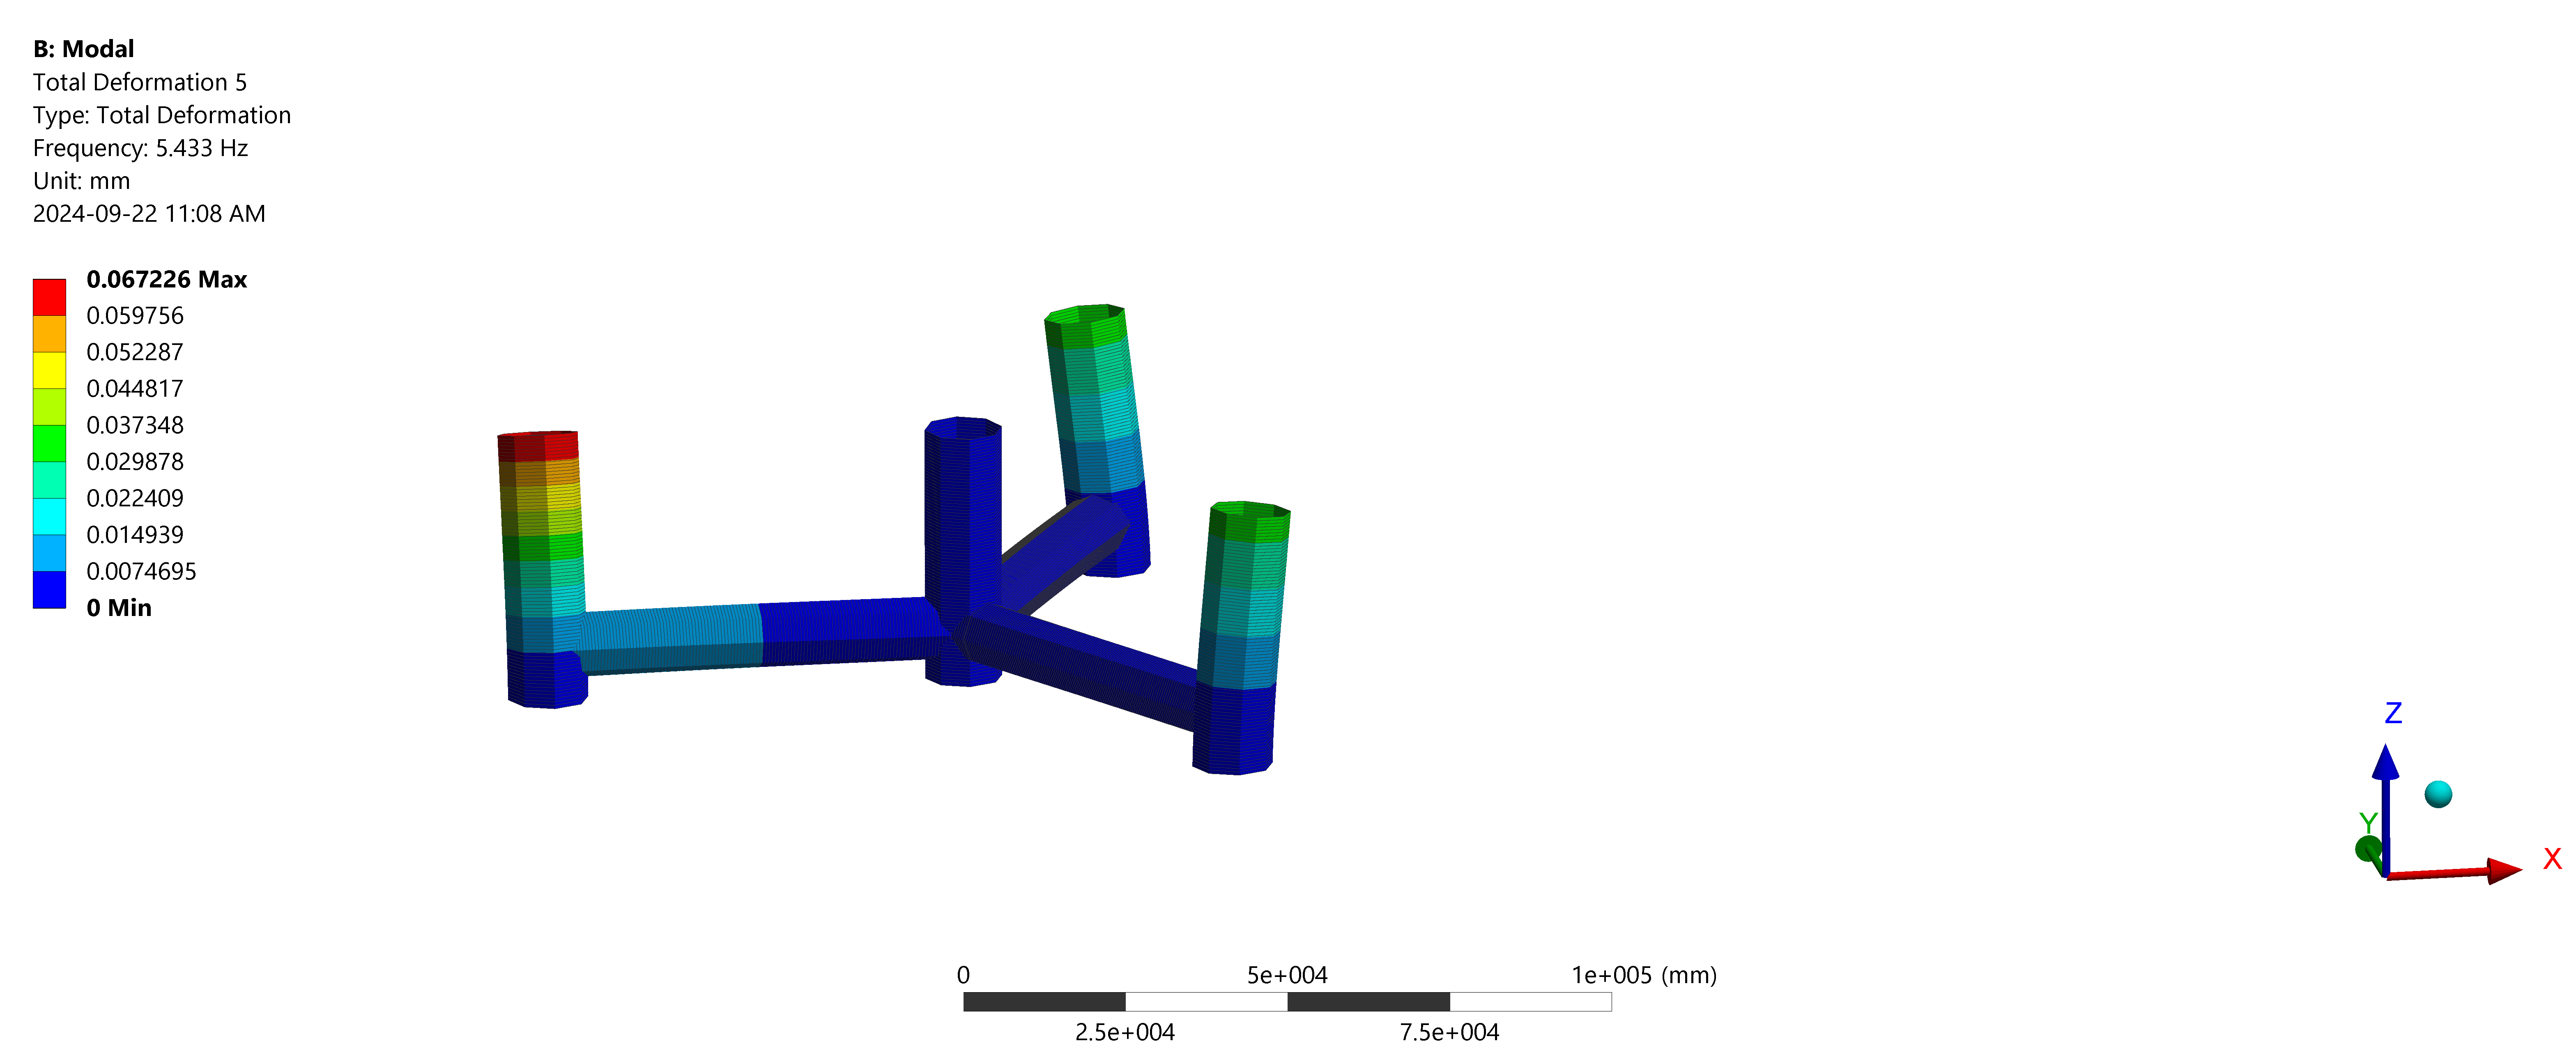 B: Modal
Total Deformation 5
Type: Total Deformation
Frequency: 5.433 Hz
Unit: mm
2024-09-22 11:08 AM
0.067226 Max
0.059756
0.052287
0.044817
0.037348
0.029878
0.022409
0.014939
0.0074695
0 Min
Z
Y
X
0 5e+004 1e+005 (mm)
2.5e+004 7.5e+004